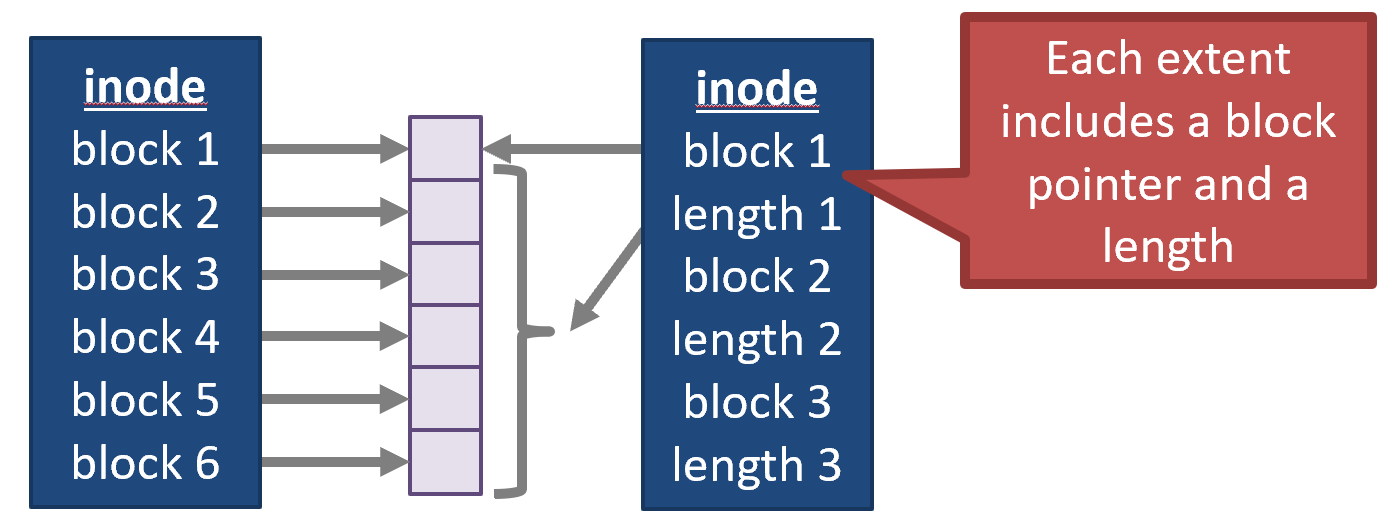 inode
block 1
block 2
block 3
block 4
block 5
block 6
inode
block 1
length 1
block 2
length 2
block 3
length 3
Each extent
includes a block
pointer and a
length